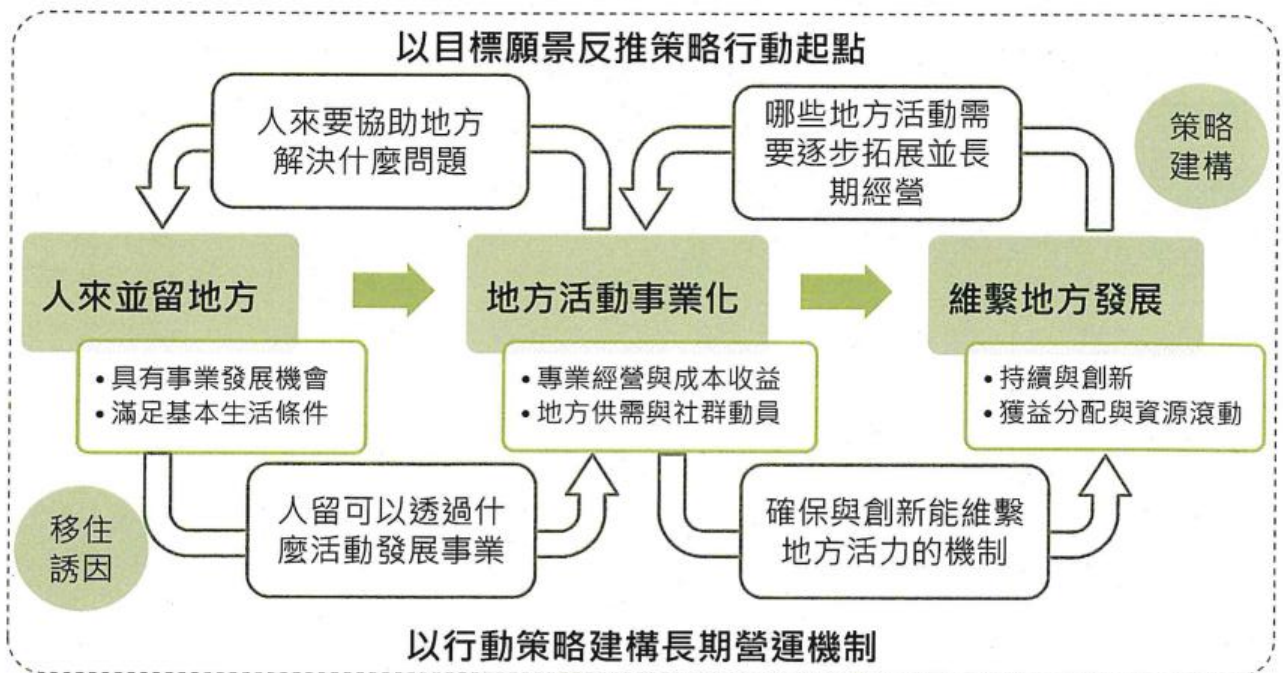 以目標願景反推策略行動起點
人來要協助地方
解決什麼問題
哪些地方活動需
要逐步拓展並長
期經營
策略
建構
人來並留地方
地方活動事業化
維繫地方發展
• 具有事業發展機會
• 滿足基本生活條件
• 專業經營與成本收益
• 地方供需與社群動員
• 持續與創新
• 獲益分配與資源滾動
移住
誘因
人留可以透過什
麼活動發展事業
確保與創新能維繫
地方活力的機制
以行動策略建構長期營運機制